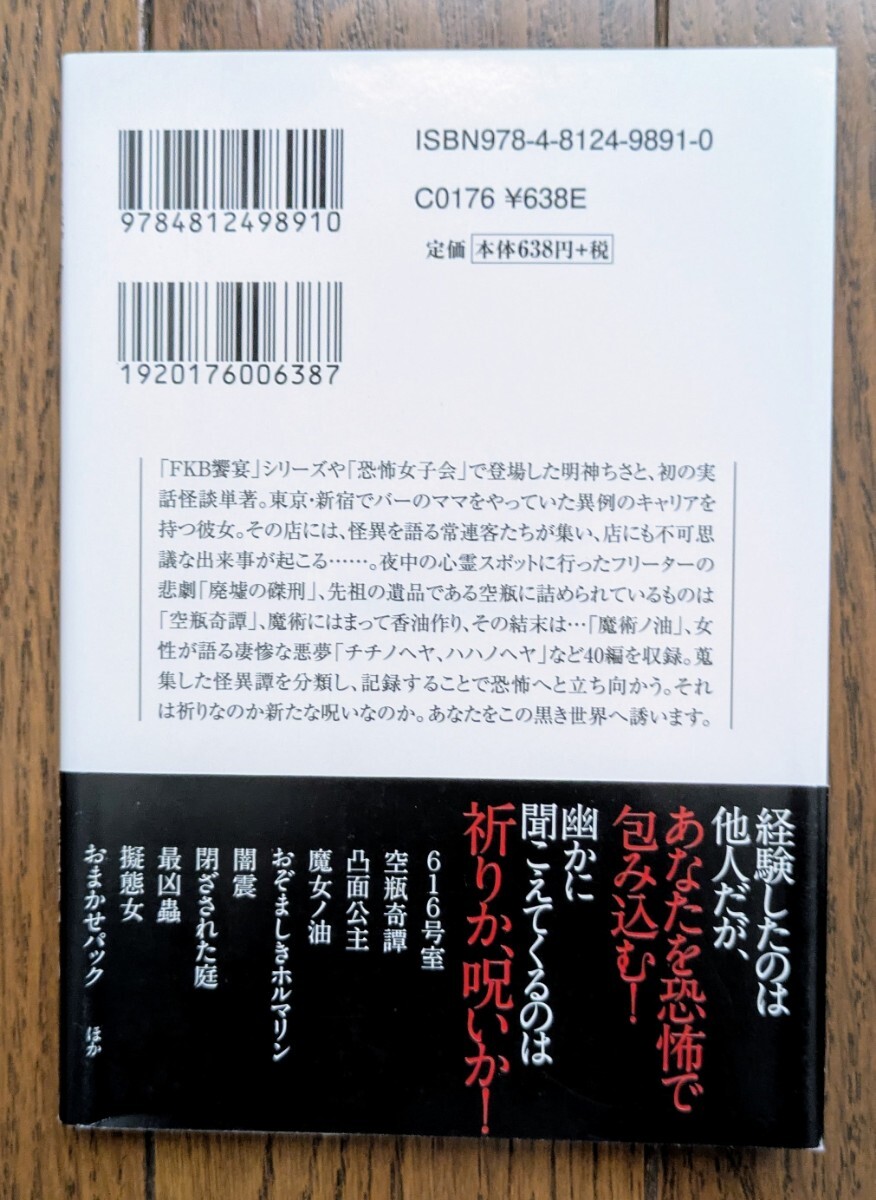 ISBN978-4-8124-9891-0
9784812498910
C0176 ¥638E
定価 本体638円+税
1920176006387
「FKB饗宴」シリーズや「恐怖女子会」で登場した明神ちさと、初の実
話怪談単著。東京・新宿でバーのママをやっていた異例のキャリアを
持つ彼女。その店には、怪異を語る常連客たちが集い、店にも不可思
議な出来事が起こる……。夜中の心霊スポットに行ったフリーターの
悲劇「廃墟の磔刑」、先祖の遺品である空瓶に詰められているものは
「空瓶奇譚」、魔術にはまって香油作り、その結末は…「魔術ノ油」、女
性が語る凄惨な悪夢「チチノヘヤ、ハハノヘヤ」など40編を収録。蒐
集した怪異譚を分類し、記録することで恐怖へと立ち向かう。それ
は祈りなのか新たな呪いなのか。あなたをこの黒き世界へ誘います。
経験したのは
他人だが、
あなたを恐怖で
包み込む!
幽かに
聞こえてくるのは
祈りか、呪いか!
616号室
空瓶奇譚
凸面公主
魔女ノ油
おぞましきホルマリン
闇震
閉ざされた庭
最凶蟲
擬態女
おまかせパック ほか